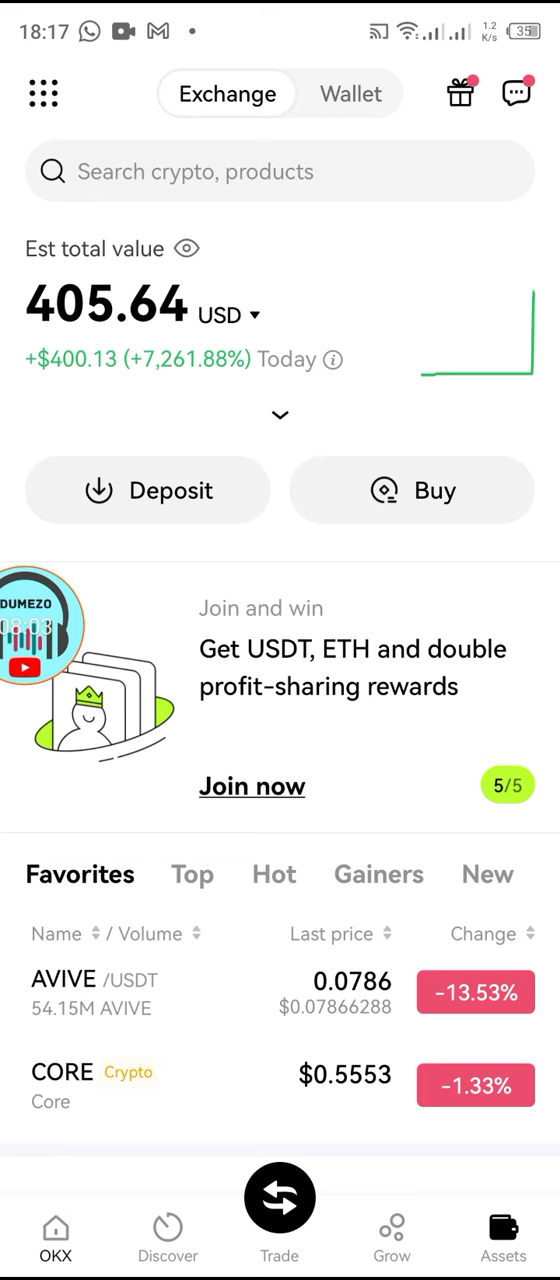 18:17
1.2
K/s
35
Exchange Wallet
Search crypto, products
Est total value
405.64 USD
+$400.13 (+7,261.88%) Today
Deposit
Buy
DUMEZO
08:03
Join and win
Get USDT, ETH and double
profit-sharing rewards
Join now
5/5
Favorites Top Hot Gainers New
Name / Volume Last price Change
AVIVE /USDT 0.0786 -13.53%
54.15M AVIVE $0.07866288
CORE Crypto $0.5553 -1.33%
Core
OKX Discover Trade Grow Assets